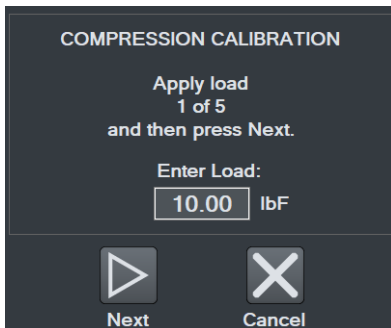 COMPRESSION CALIBRATION
Apply load
1 of 5
and then press Next.
Enter Load:
10.00 lbF
Next Cancel